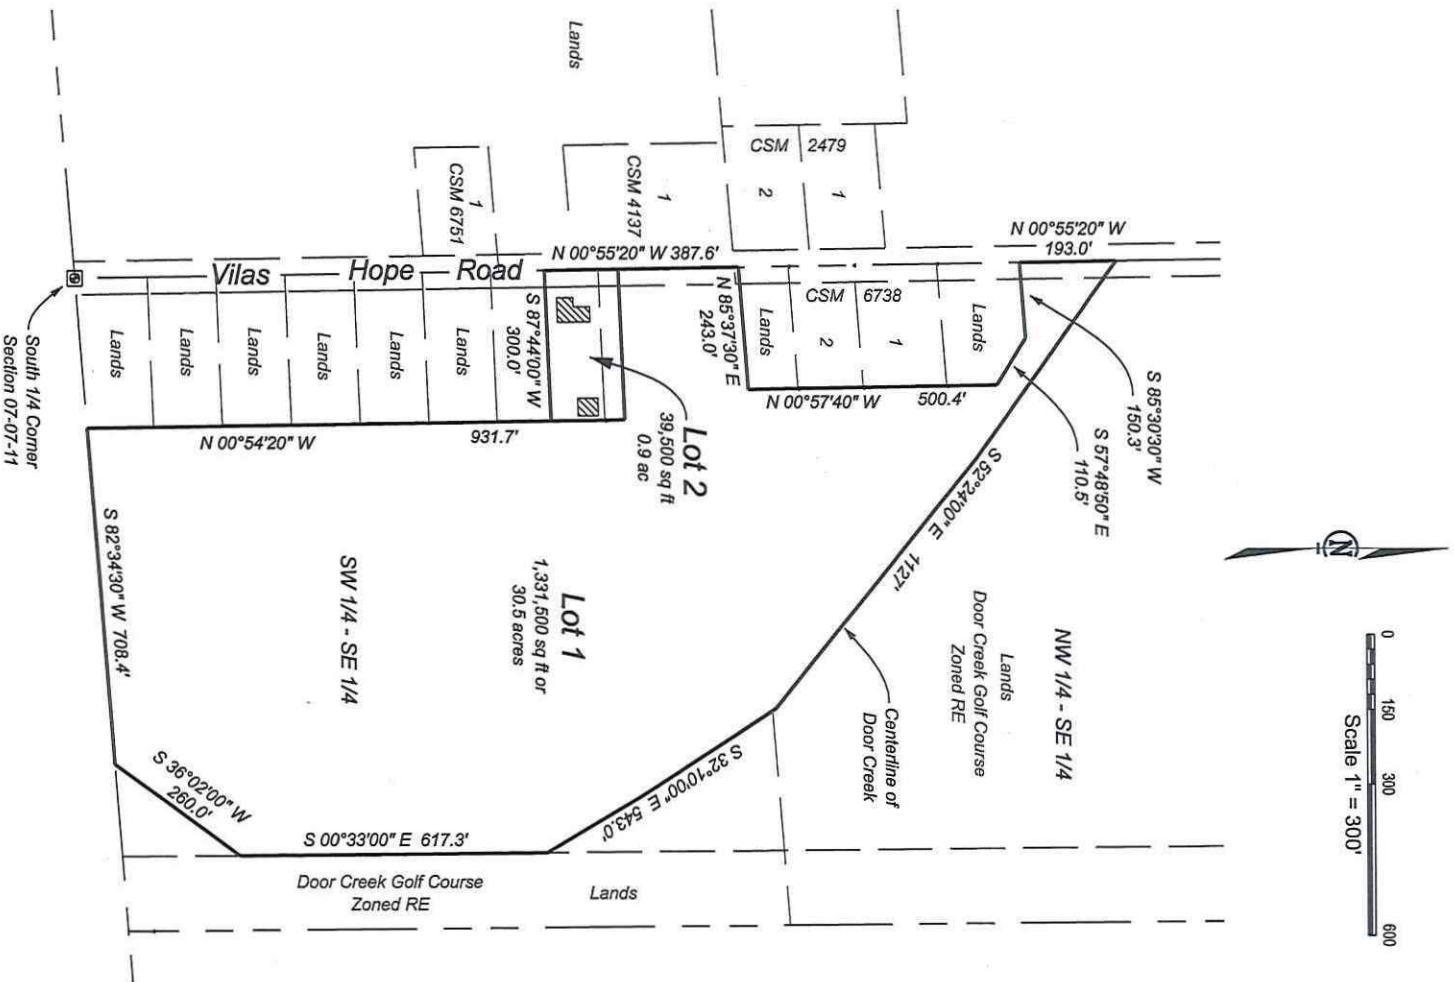 Lands
CSM 2479
2
1
1
CSM 4137
1
CSM 6751
N 00°55'20" W
193.0'
N 00°55'20" W 387.6'
Vilas Hope Road
CSM 6738
2
1
Lands
Lands
N 85°37'30" E
243.0'
S 87°44'00" W
300.0'
Lands
Lands
Lands
Lands
Lands
Lands
South 1/4 Corner
Section 07-07-11
N 00°57'40" W 500.4'
N 00°54'20" W 931.7'
S 85°30'30" W
150.3'
S 57°48'50" E
110.5'
Lot 2
39,500 sq ft
0.9 ac
S 52°24'00" E 1127'
N
0 150 300 600
Scale 1" = 300'
Lot 1
1,331,500 sq ft or
30.5 acres
SW 1/4 - SE 1/4
NW 1/4 - SE 1/4
Lands
Door Creek Golf Course
Zoned RE
Centerline of
Door Creek
S 82°34'30" W 708.4'
S 36°02'00" W
260.0'
S 32°10'00" E 543.0'
S 00°33'00" E 617.3'
Door Creek Golf Course
Zoned RE
Lands